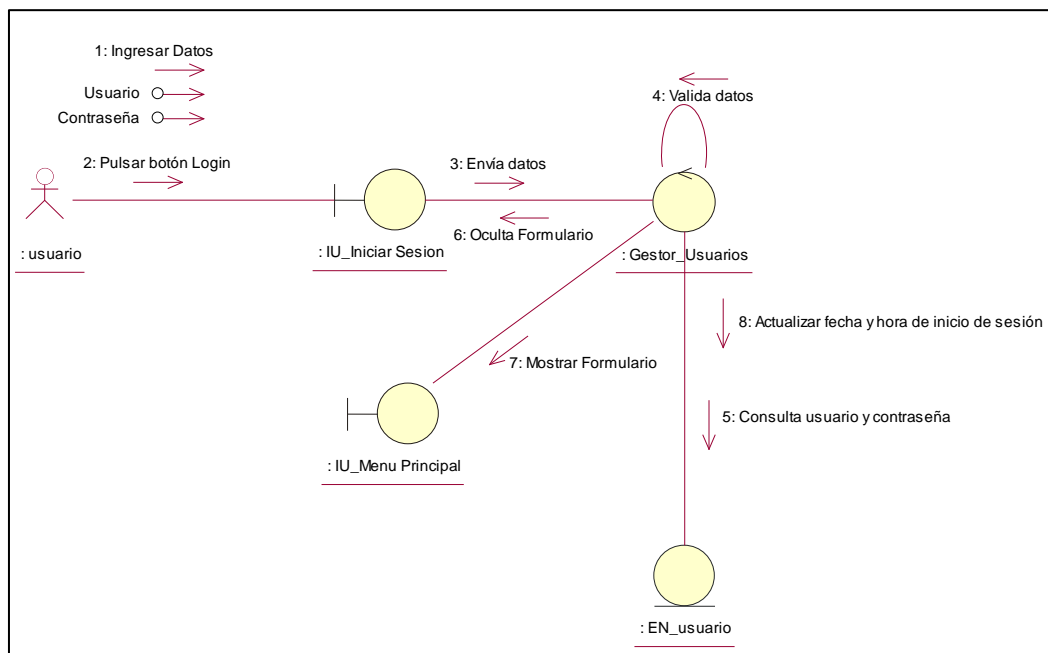 1: Ingresar Datos
Usuario
Contraseña
2: Pulsar botón Login
3: Envía datos
4: Valida datos
6: Oculta Formulario
: usuario
: IU_Iniciar Sesion
: Gestor_Usuarios
8: Actualizar fecha y hora de inicio de sesión
7: Mostrar Formulario
5: Consulta usuario y contraseña
: IU_Menu Principal
: EN_usuario